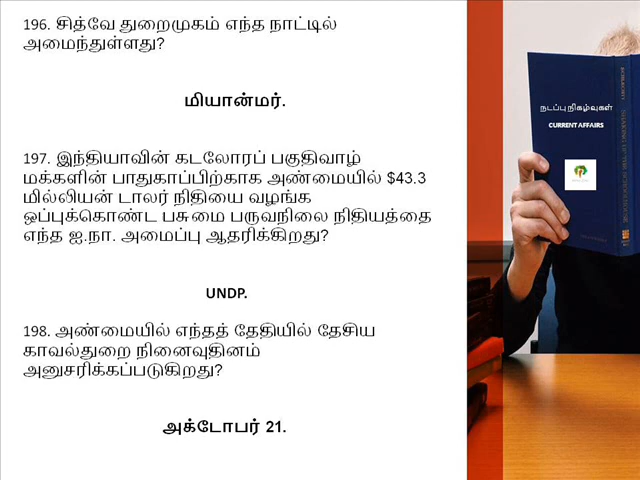 196. சித்வே துறைமுகம் எந்த நாட்டில்
அமைந்துள்ளது?
மியான்மர்.
197. இந்தியாவின் கடலோரப் பகுதிவாழ்
மக்களின் பாதுகாப்பிற்காக அண்மையில் $43.3
மில்லியன் டாலர் நிதியை வழங்க
ஒப்புக்கொண்ட பசுமை பருவநிலை நிதியத்தை
எந்த ஐ.நா. அமைப்பு ஆதரிக்கிறது?
UNDP.
198. அண்மையில் எந்தத் தேதியில் தேசிய
காவல்துறை நினைவுதினம்
அனுசரிக்கப்படுகிறது?
அக்டோபர் 21.
நடப்பு நிகழ்வுகள்
CURRENT AFFAIRS